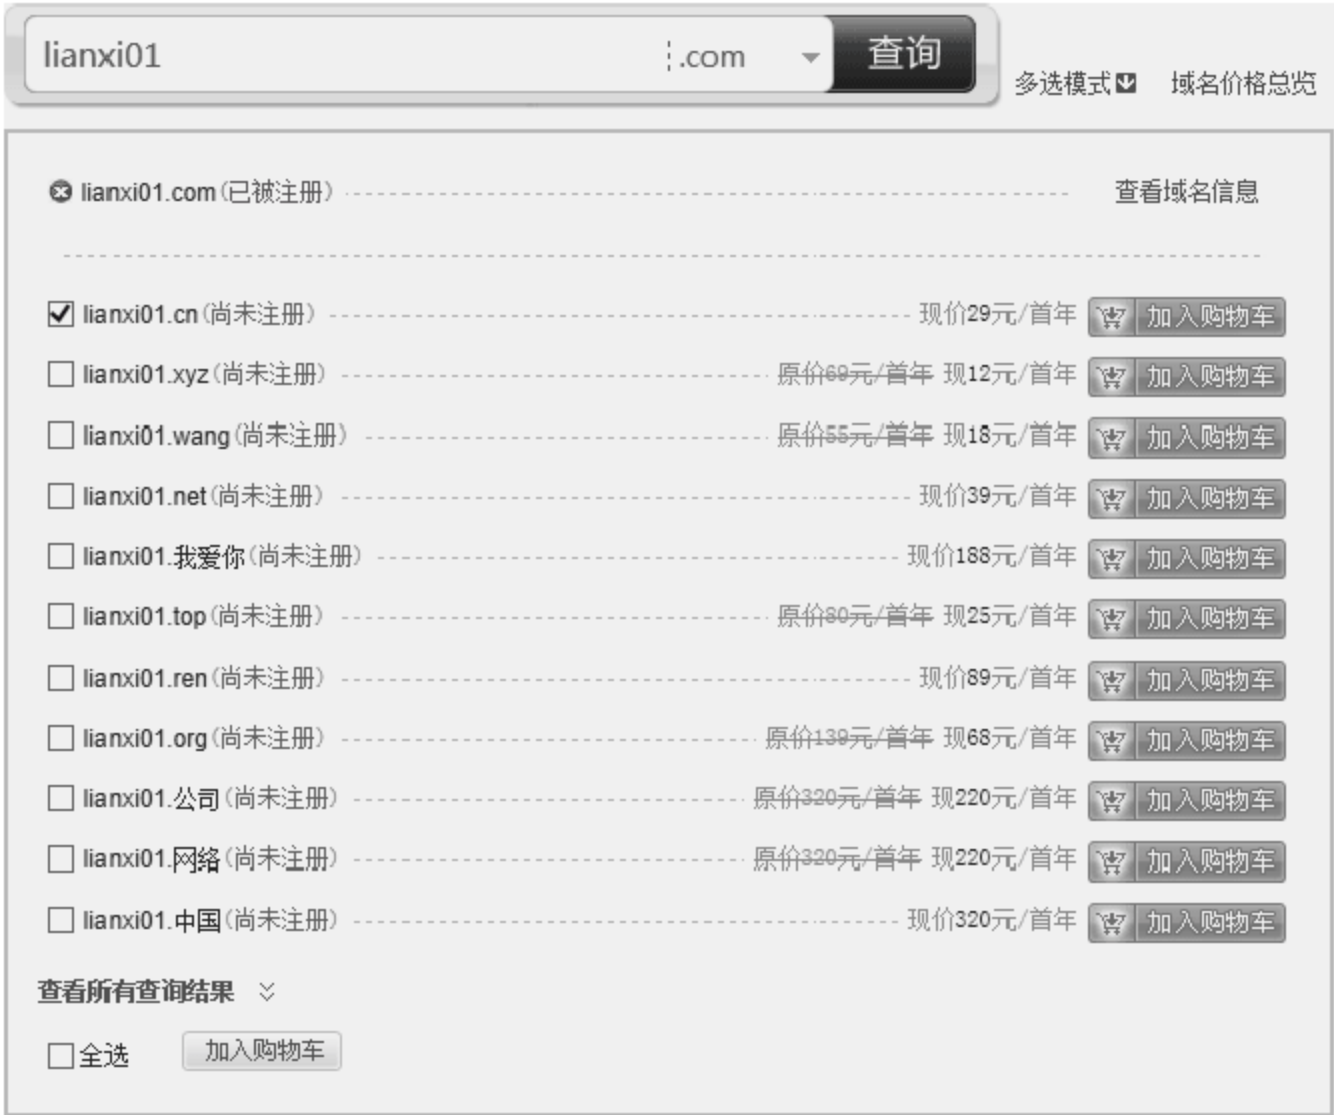 lianxi01 .com 查询
多选模式 域名价格总览
lianxi01.com(已被注册) 查看域名信息
lianxi01.cn(尚未注册) 现价29元/首年 加入购物车
lianxi01.xyz(尚未注册) 原价69元/首年 现12元/首年 加入购物车
lianxi01.wang(尚未注册) 原价55元/首年 现18元/首年 加入购物车
lianxi01.net(尚未注册) 现价39元/首年 加入购物车
lianxi01.我爱你(尚未注册) 现价188元/首年 加入购物车
lianxi01.top(尚未注册) 原价80元/首年 现25元/首年 加入购物车
lianxi01.ren(尚未注册) 现价89元/首年 加入购物车
lianxi01.org(尚未注册) 原价139元/首年 现68元/首年 加入购物车
lianxi01.公司(尚未注册) 原价320元/首年 现220元/首年 加入购物车
lianxi01.网络(尚未注册) 原价320元/首年 现220元/首年 加入购物车
lianxi01.中国(尚未注册) 现价320元/首年 加入购物车
查看所有查询结果
全选 加入购物车